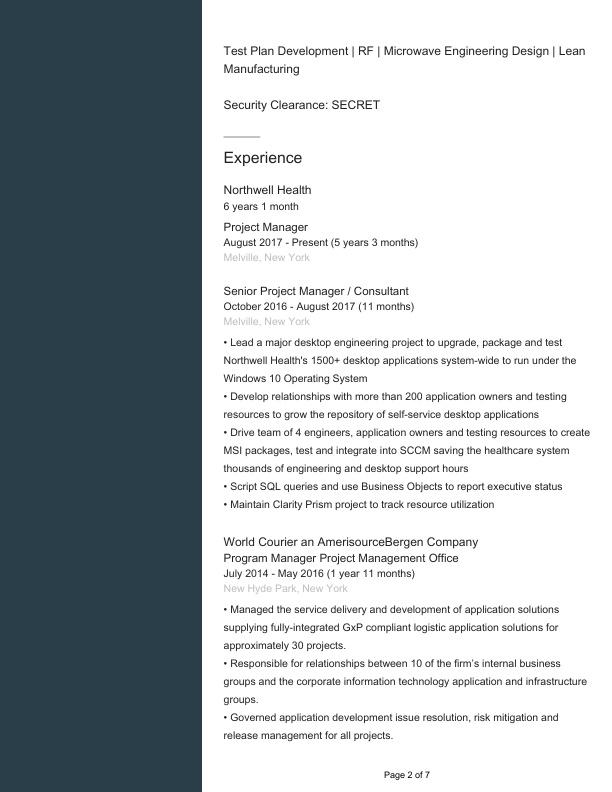 Test Plan Development | RF | Microwave Engineering Design | Lean
Manufacturing
Security Clearance: SECRET
Experience
Northwell Health
6 years 1 month
Project Manager
August 2017 - Present (5 years 3 months)
Melville, New York
Senior Project Manager / Consultant
October 2016 - August 2017 (11 months)
Melville, New York
• Lead a major desktop engineering project to upgrade, package and test
Northwell Health's 1500+ desktop applications system-wide to run under the
Windows 10 Operating System
• Develop relationships with more than 200 application owners and testing
resources to grow the repository of self-service desktop applications
• Drive team of 4 engineers, application owners and testing resources to create
MSI packages, test and integrate into SCCM saving the healthcare system
thousands of engineering and desktop support hours
• Script SQL queries and use Business Objects to report executive status
• Maintain Clarity Prism project to track resource utilization
World Courier an AmerisourceBergen Company
Program Manager Project Management Office
July 2014 - May 2016 (1 year 11 months)
New Hyde Park, New York
• Managed the service delivery and development of application solutions
supplying fully-integrated GxP compliant logistic application solutions for
approximately 30 projects.
• Responsible for relationships between 10 of the firm’s internal business
groups and the corporate information technology application and infrastructure
groups.
• Governed application development issue resolution, risk mitigation and
release management for all projects.
Page 2 of 7